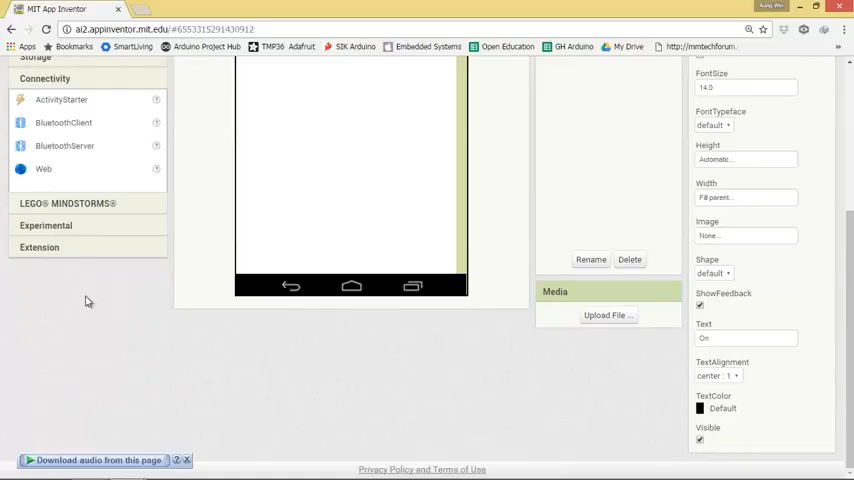 MIT App Inventor
Aung Win
ai2.appinventor.mit.edu/#6553315291430912
Apps
Bookmarks
SmartLiving
Arduino Project Hub
TMP36 Adafruit
SIK Arduino
Embedded Systems
Open Education
GH Arduino
My Drive
http://mmtechforum.
»
Storage
Connectivity
ActivityStarter
BluetoothClient
BluetoothServer
Web
LEGO® MINDSTORMS®
Experimental
Extension
Rename
Delete
Media
Upload File ...
FontSize
14.0
FontTypeface
default
Height
Automatic...
Width
Fill parent...
Image
None...
Shape
default
ShowFeedback
Text
On
TextAlignment
center : 1
TextColor
Default
Visible
Download audio from this page
? X
Privacy Policy and Terms of Use